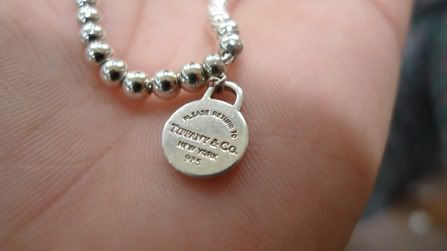 PLEASE RETURN TO
TIFFANY & CO.
NEW YORK
925